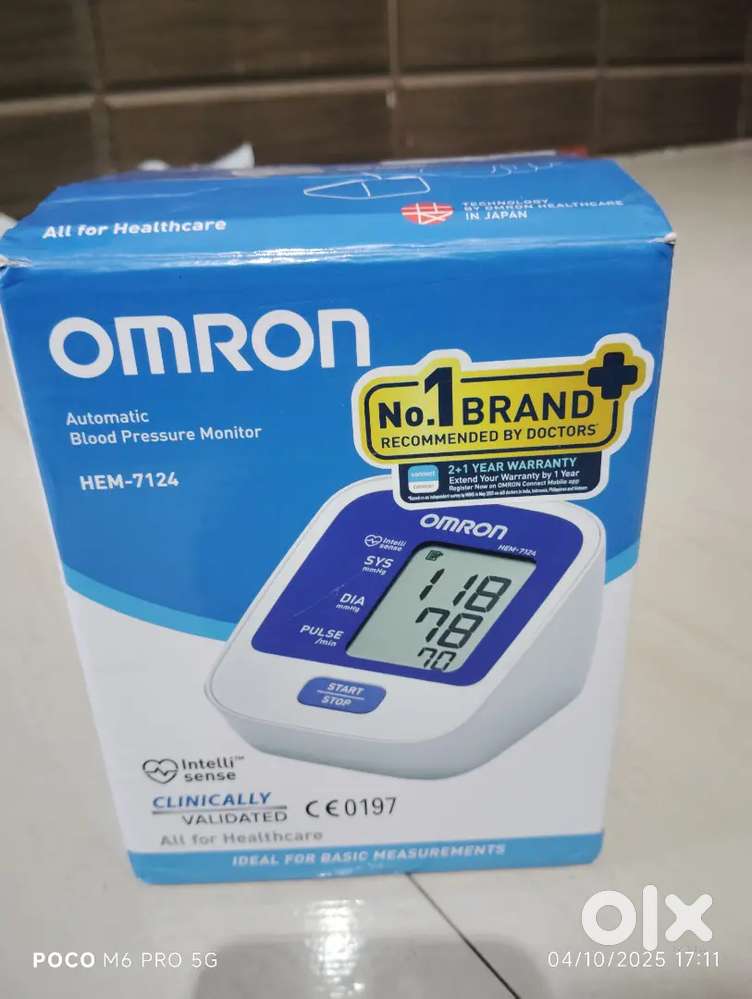 All for Healthcare
TECHNOLOGY
BY OMRON HEALTHCARE
IN JAPAN
OMRON
Automatic
Blood Pressure Monitor
HEM-7124
No.1 BRAND
RECOMMENDED BY DOCTORS
connect
2+1 YEAR WARRANTY
Extend Your Warranty by 1 Year
Register Now on OMRON Connect Mobile app
OMRON
HEM-7124
Intelli
sense
SYS
mmHg
118
DIA
mmHg
78
PULSE
/min
70
START
STOP
Intelli™
sense
CLINICALLY
VALIDATED
CE0197
All for Healthcare
IDEAL FOR BASIC MEASUREMENTS
olx
POCO M6 PRO 5G
04/10/2025 17:11